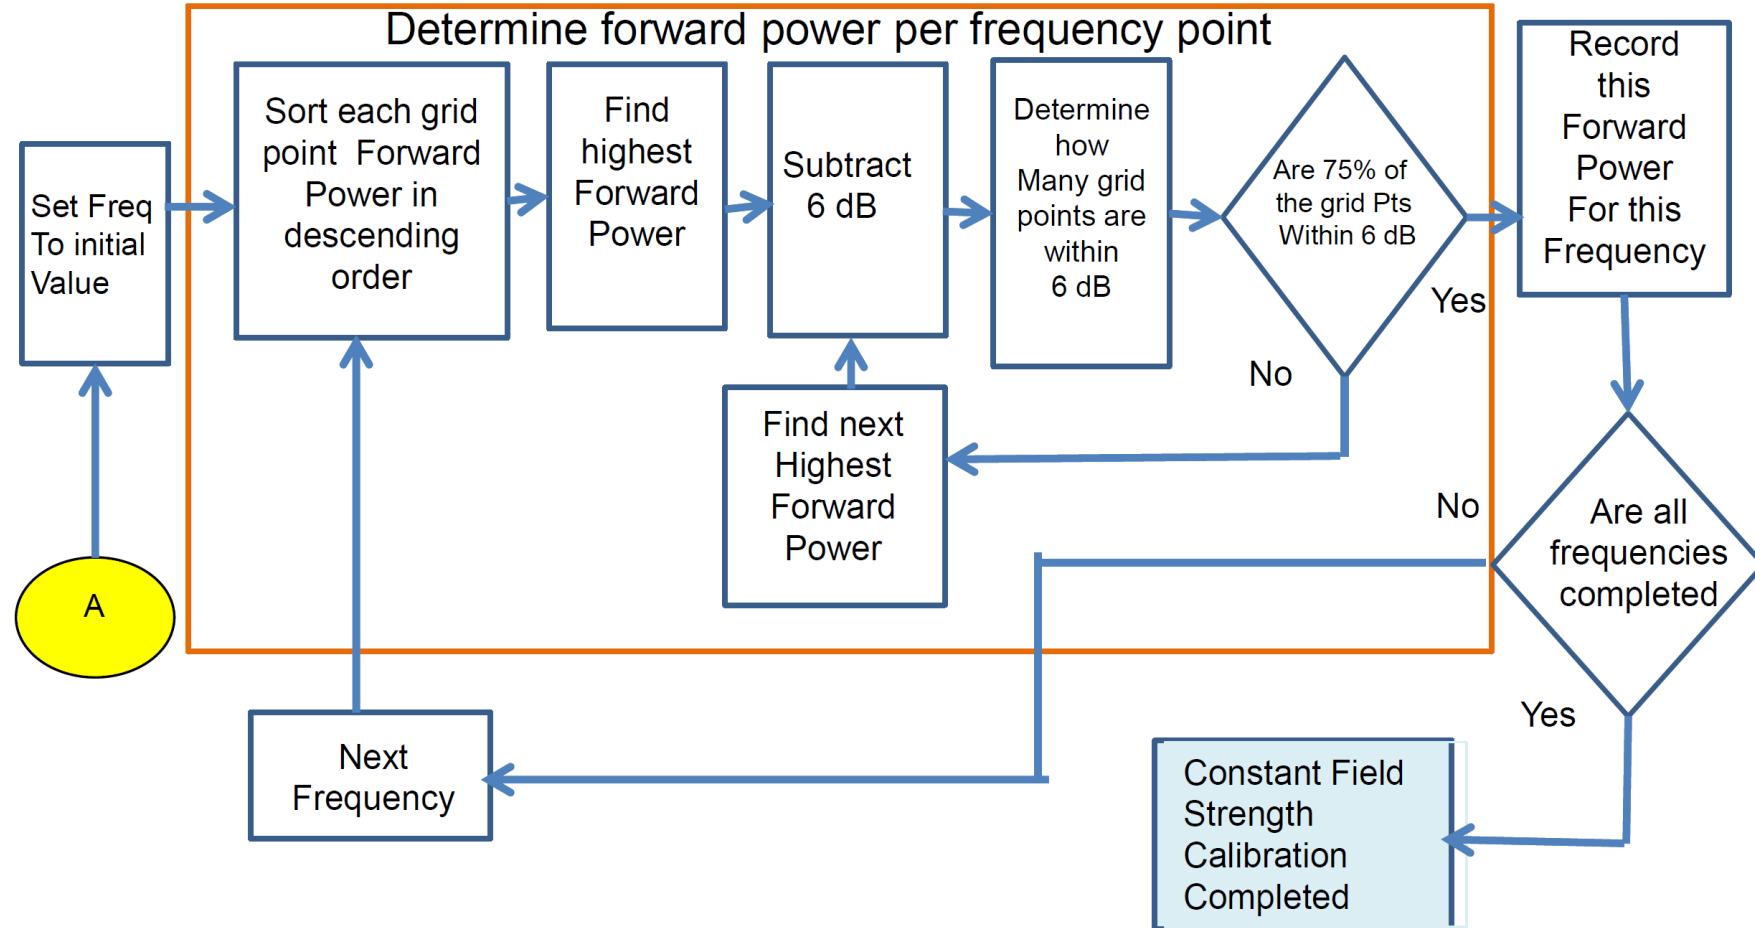 Determine forward power per frequency point
Set Freq
To initial
Value
Sort each grid
point Forward
Power in
descending
order
Find
highest
Forward
Power
Subtract
6 dB
Determine
how
Many grid
points are
within
6 dB
Are 75% of
the grid Pts
Within 6 dB
Yes
No
Record
this
Forward
Power
For this
Frequency
Find next
Highest
Forward
Power
No
Are all
frequencies
completed
Yes
A
Next
Frequency
Constant Field
Strength
Calibration
Completed